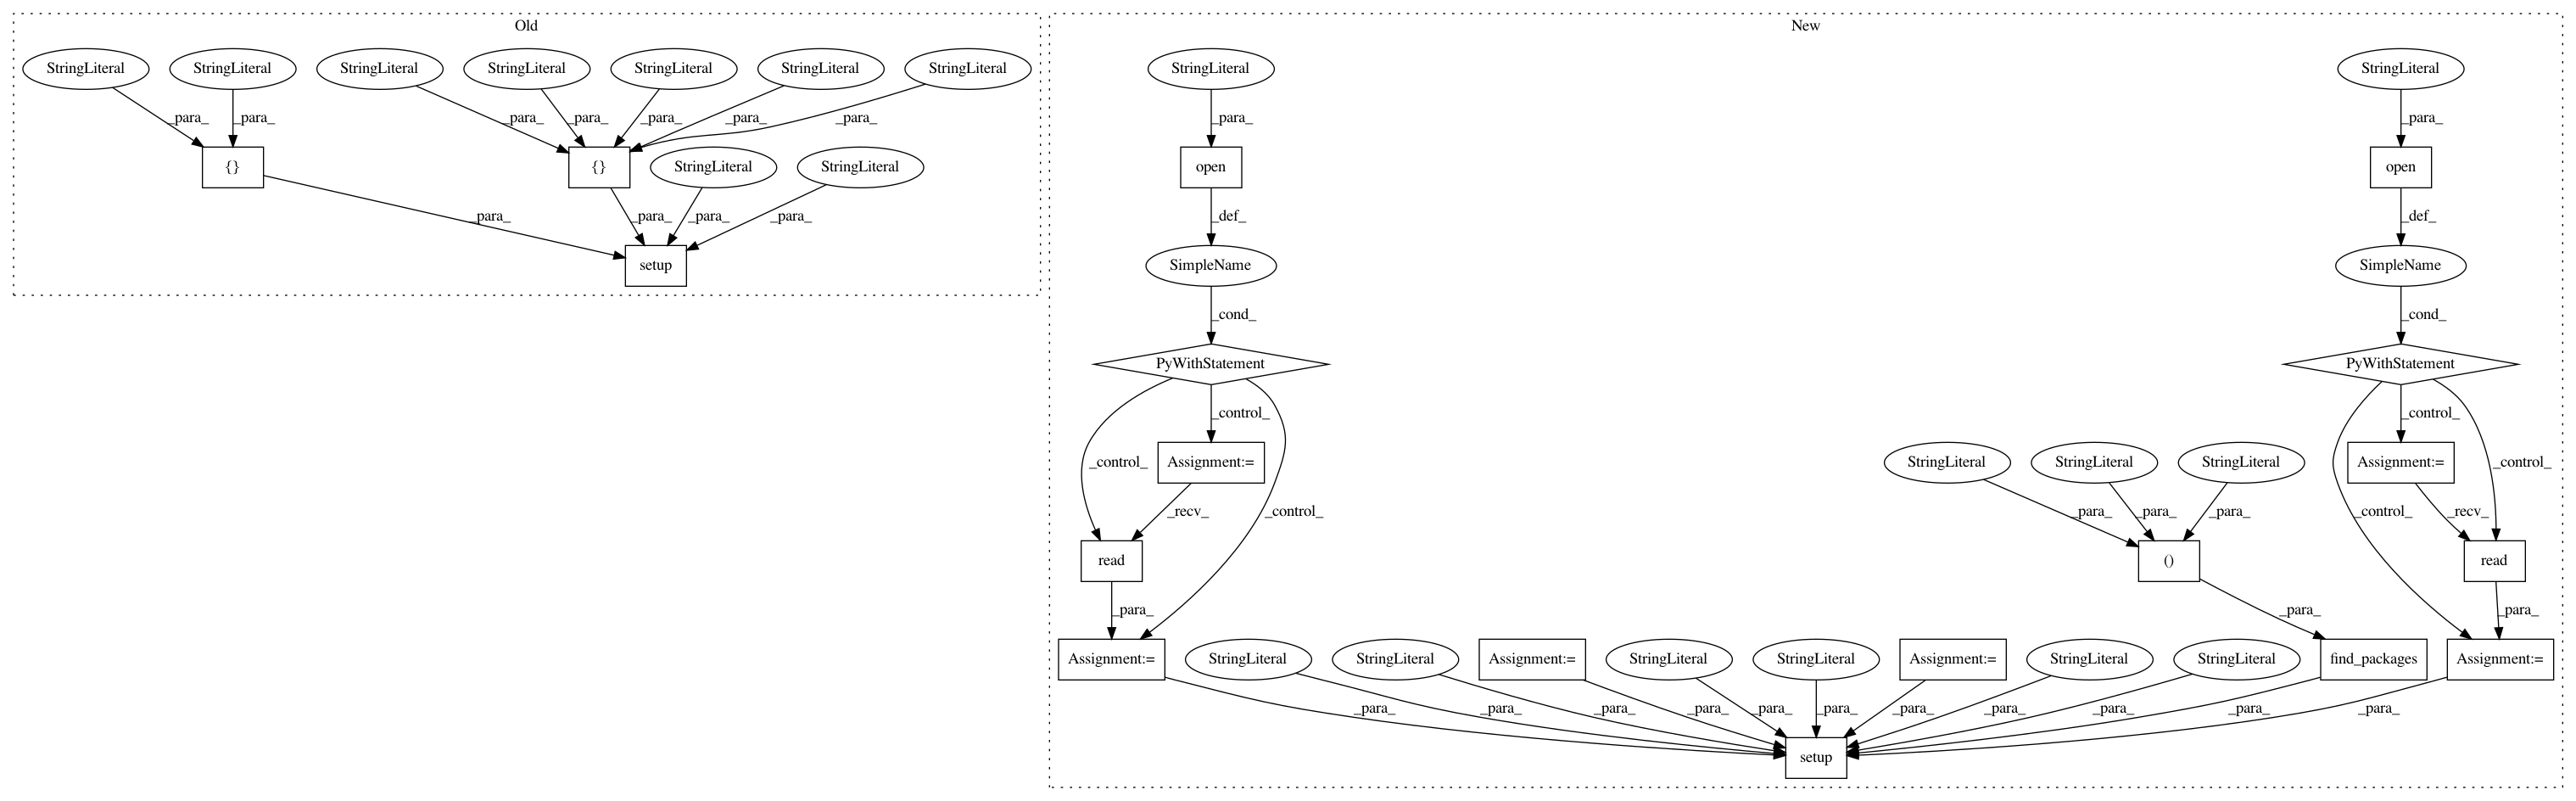 Old
StringLiteral StringLiteral StringLiteral StringLiteral StringLiteral StringLiteral StringLiteral
_para_ _para_ _para_ _para_ _para_ _para_ _para_
{} {} StringLiteral StringLiteral
_para_ _para_ _para_ _para_
setup
New
StringLiteral StringLiteral
_para_ _para_
open open
_def_ _def_
SimpleName SimpleName
_cond_ _cond_
PyWithStatement PyWithStatement
_control_ _control_
_control_ Assignment:= _control_ StringLiteral StringLiteral StringLiteral Assignment:= _control_
_recv_ _control_ _para_ _para_ _para_ _control_ _recv_
read () read
_para_ _para_ _para_
Assignment:= StringLiteral StringLiteral Assignment:= StringLiteral StringLiteral Assignment:= StringLiteral StringLiteral find_packages Assignment:=
_para_ _para_ _para_ _para_ _para_ _para_ _para_ _para_ _para_ _para_ _para_
setup